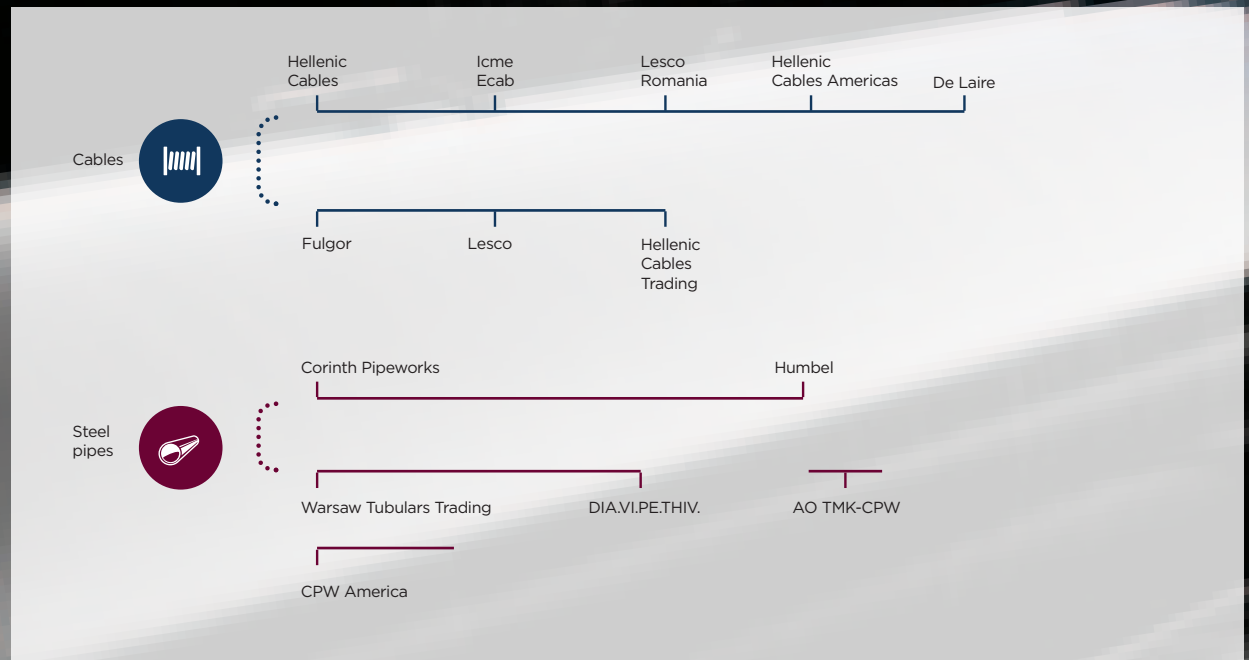 Hellenic
Cables
Icme
Ecab
Lesco
Romania
Hellenic
Cables Americas
De Laire
Cables
Fulgor
Lesco
Hellenic
Cables
Trading
Corinth Pipeworks
Humbel
Steel
pipes
Warsaw Tubulars Trading
DIA.VI.PE.THIV.
AO TMK-CPW
CPW America